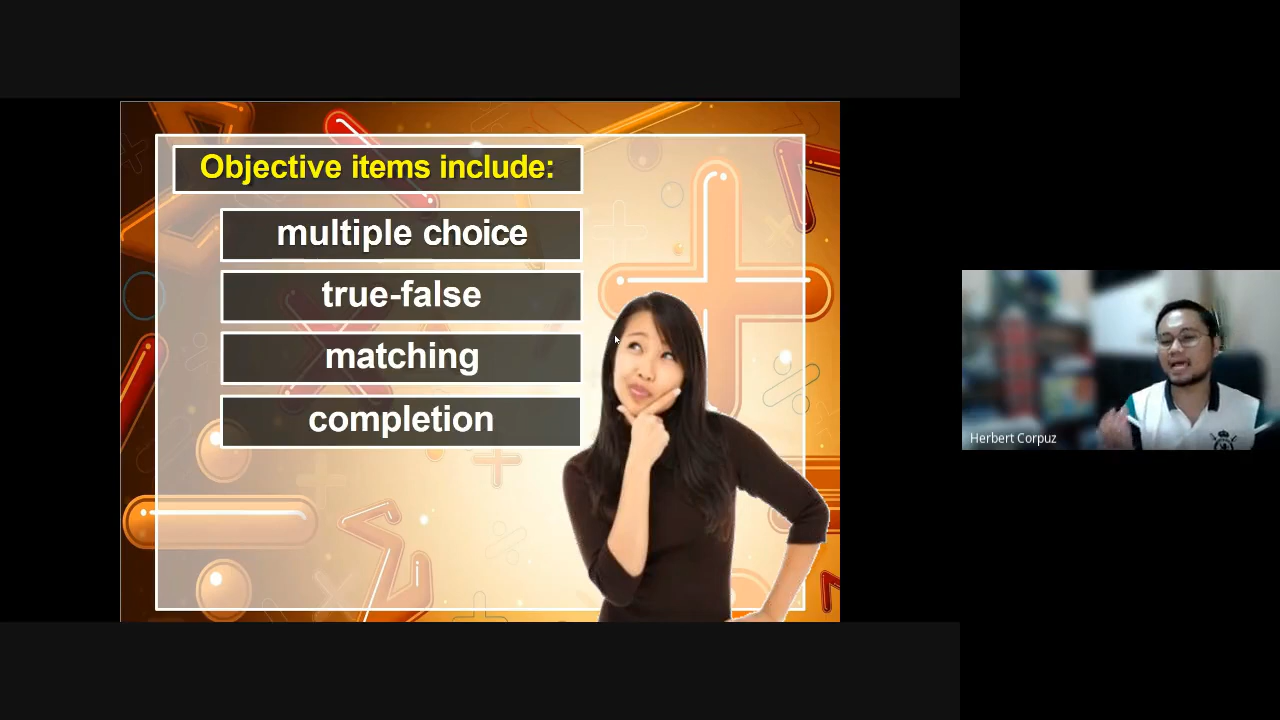 Objective items include:
multiple choice
true-false
matching
completion
Herbert Corpuz